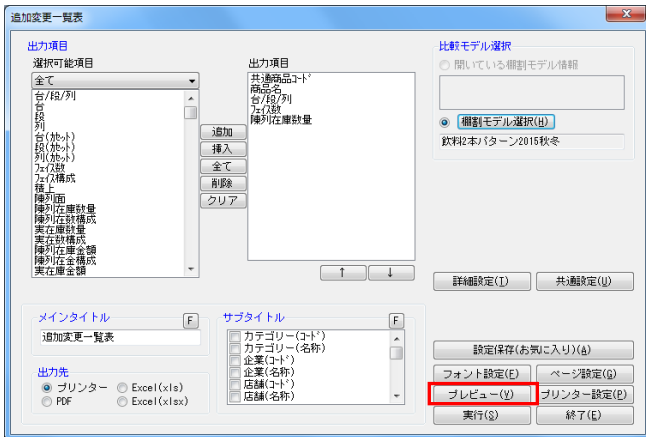 追加変更一覧表
出力項目
選択可能項目
全て
台/段/列
台
段
列
台(カセット)
段(カセット)
列(カセット)
フェイス数
フェイス構成
積上
陳列面
陳列在庫数量
陳列在数構成
実在庫数量
実在数構成
陳列在庫金額
陳列在金構成
実在庫金額
追加
挿入
全て
削除
クリア
出力項目
共通商品コード
商品名
台/段/列
フェイス数
陳列在庫数量
↑
↓
比較モデル選択
開いている棚割モデル情報
棚割モデル選択(H)
飲料2本パターン2015秋冬
詳細設定(I)
共通設定(U)
メインタイトル
F
追加変更一覧表
出力先
プリンター
Excel(xls)
PDF
Excel(xlsx)
サブタイトル
F
カテゴリー(コード)
カテゴリー(名称)
企業(コード)
企業(名称)
店舗(コード)
店舗(名称)
設定保存(お気に入り)(A)
フォント設定(F)
ページ設定(G)
プレビュー(V)
プリンター設定(P)
実行(S)
終了(E)